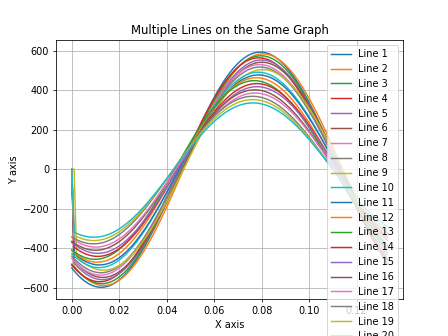 Multiple Lines on the Same Graph
Y axis
600
400
200
0
−200
−400
−600
0.00
0.02
0.04
0.06
0.08
0.10
X axis
Line 1
Line 2
Line 3
Line 4
Line 5
Line 6
Line 7
Line 8
Line 9
Line 10
Line 11
Line 12
Line 13
Line 14
Line 15
Line 16
Line 17
Line 18
Line 19
Line 20